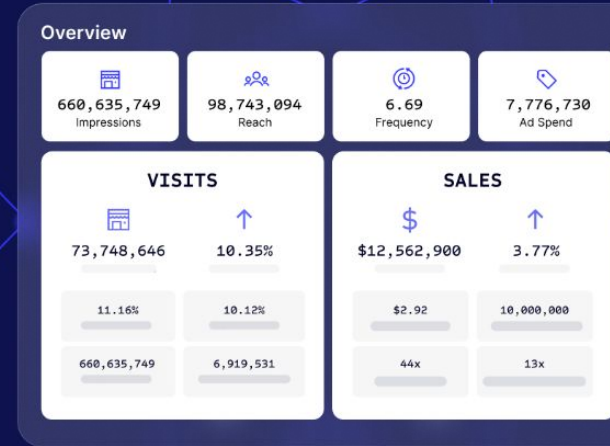 Overview
660,635,749
Impressions
98,743,094
Reach
6.69
Frequency
7,776,730
Ad Spend
VISITS
73,748,646
10.35%
11.16%
10.12%
660,635,749
6,919,531
SALES
$12,562,900
3.77%
$2.92
10,000,000
44x
13x